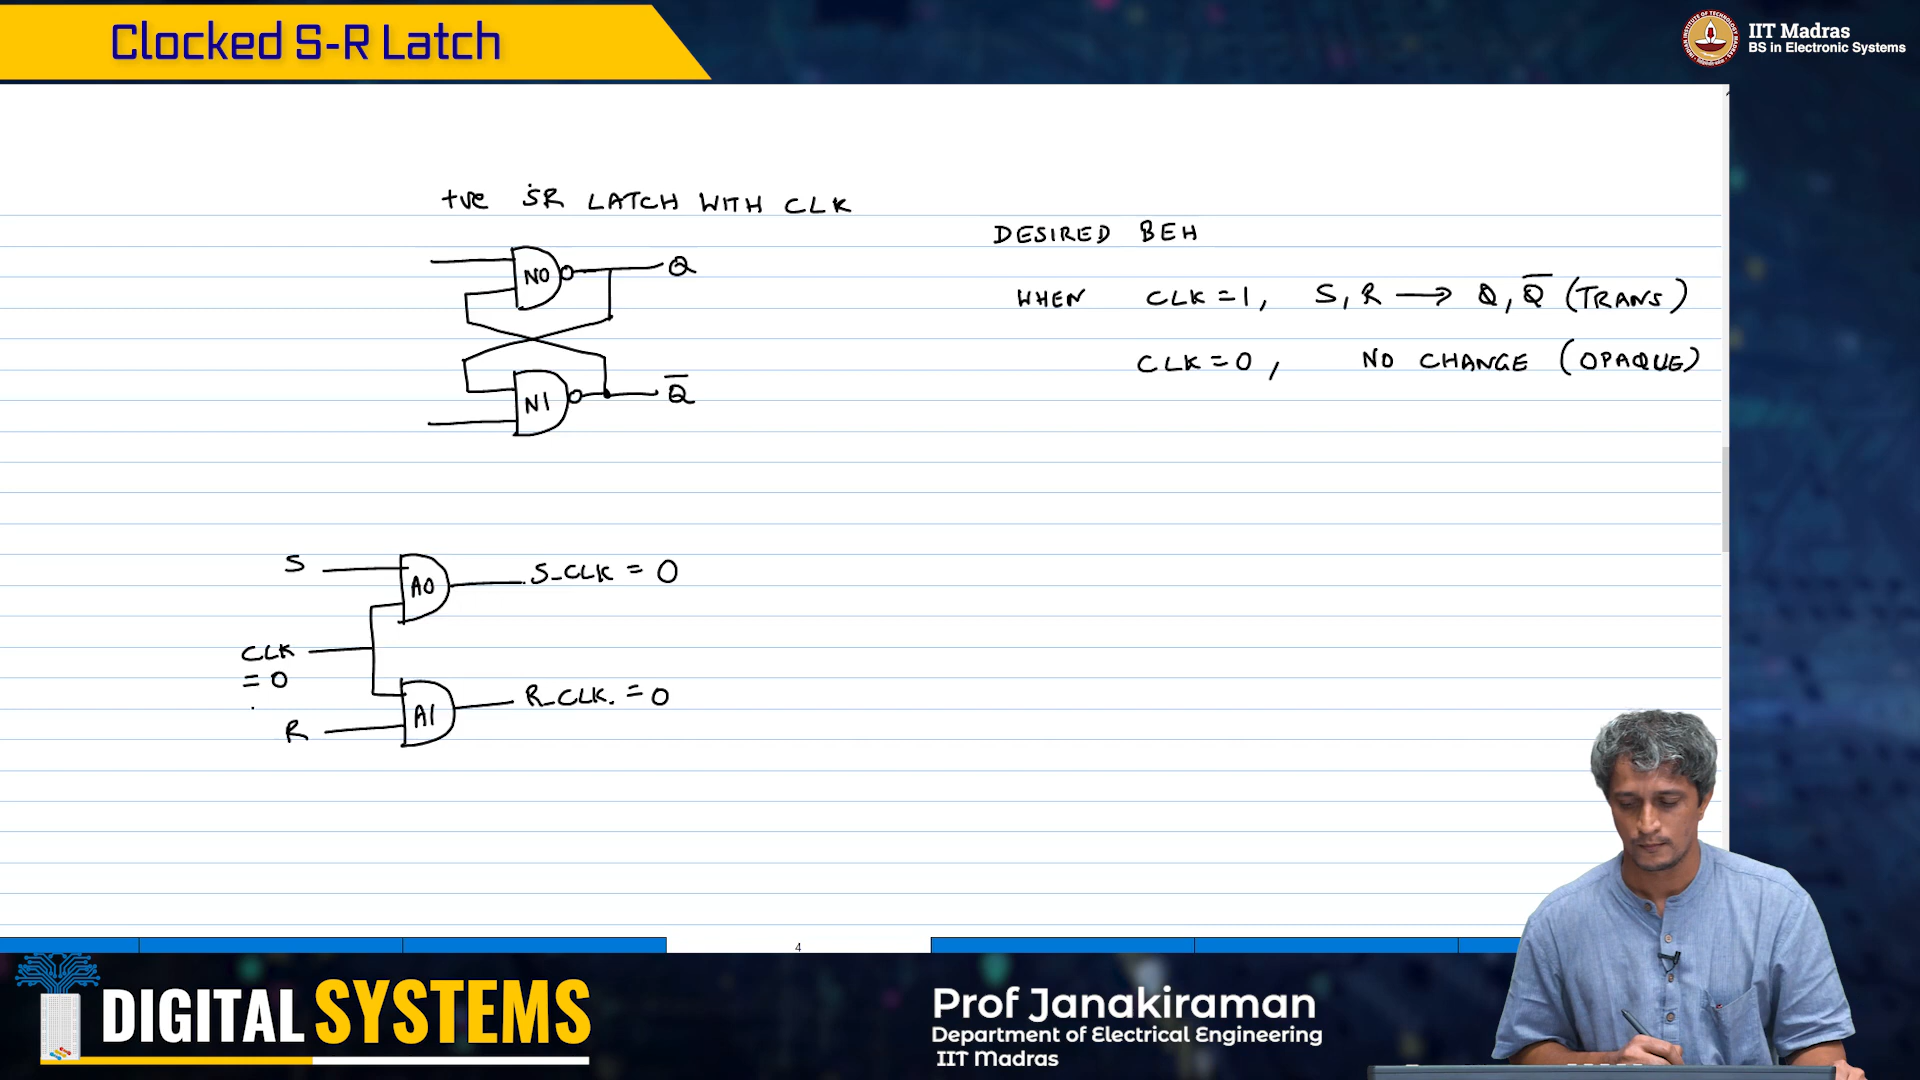 Clocked S-R Latch
IIT Madras
BS in Electronic Systems
+ve SR LATCH WITH CLK
N0
Q
N1
Q̅
DESIRED BEH
WHEN CLK = 1, S, R → Q, Q̅ (TRANS)
CLK = 0, NO CHANGE (OPAQUE)
S
A0
S_CLK = 0
CLK
= 0
R
A1
R_CLK. = 0
4
DIGITAL SYSTEMS
Prof Janakiraman
Department of Electrical Engineering
IIT Madras